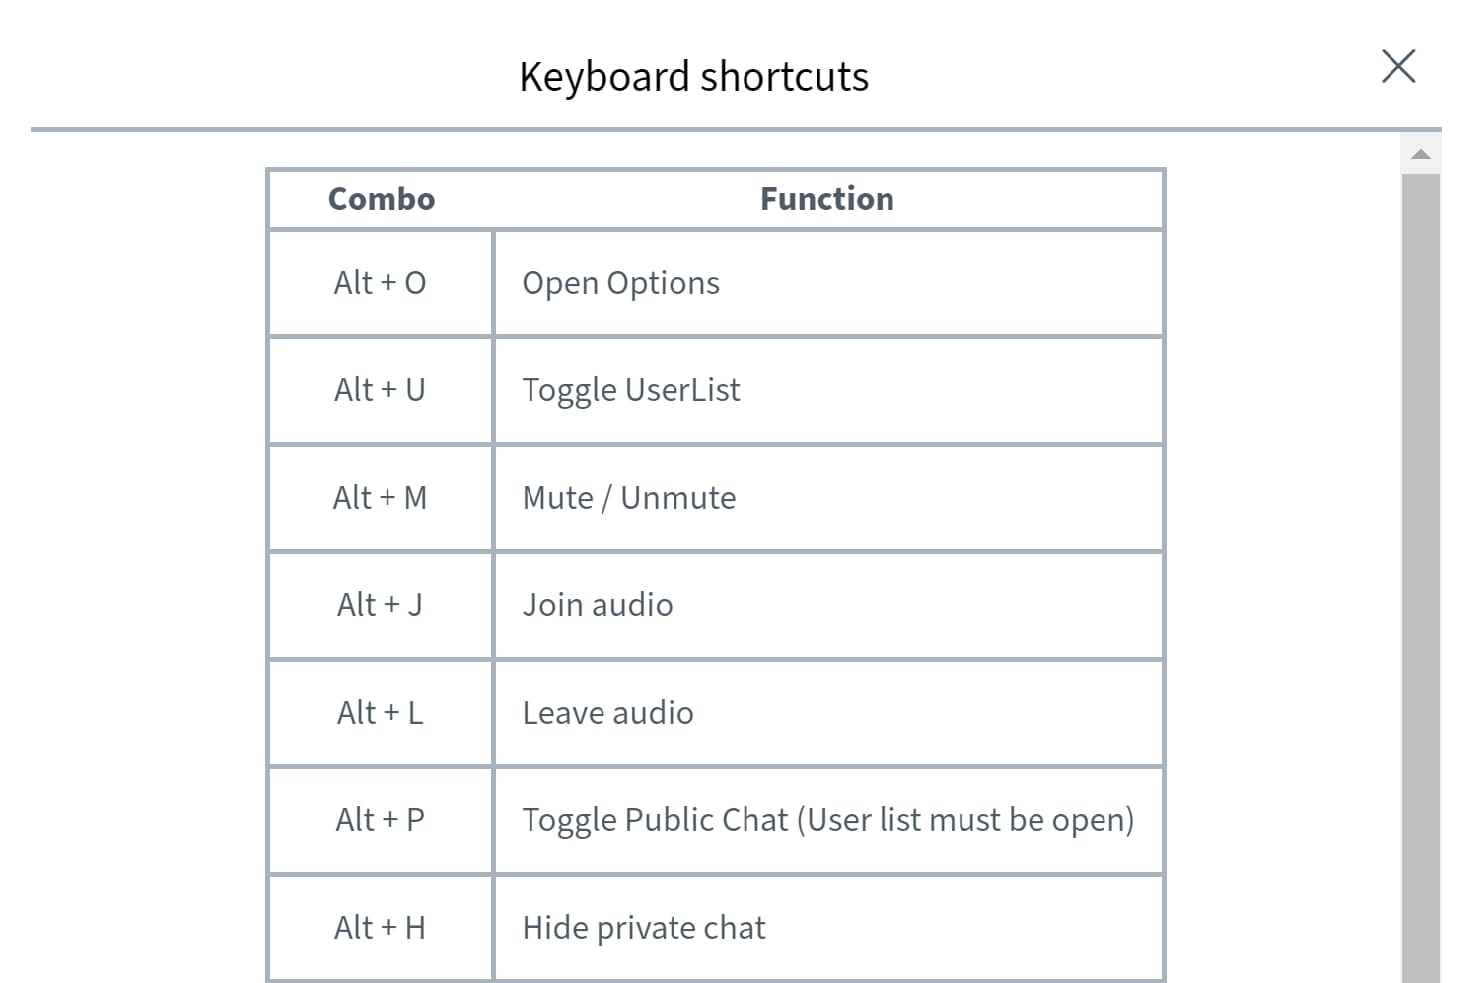 Keyboard shortcuts
Combo Function
Alt + O Open Options
Alt + U Toggle UserList
Alt + M Mute / Unmute
Alt + J Join audio
Alt + L Leave audio
Alt + P Toggle Public Chat (User list must be open)
Alt + H Hide private chat